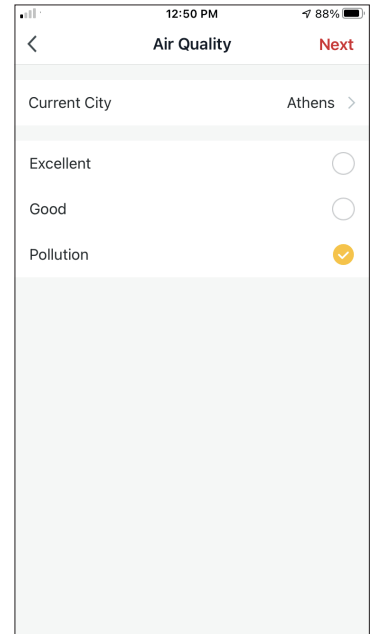 12:50 PM 88%
Air Quality Next
Current City Athens
Excellent
Good
Pollution